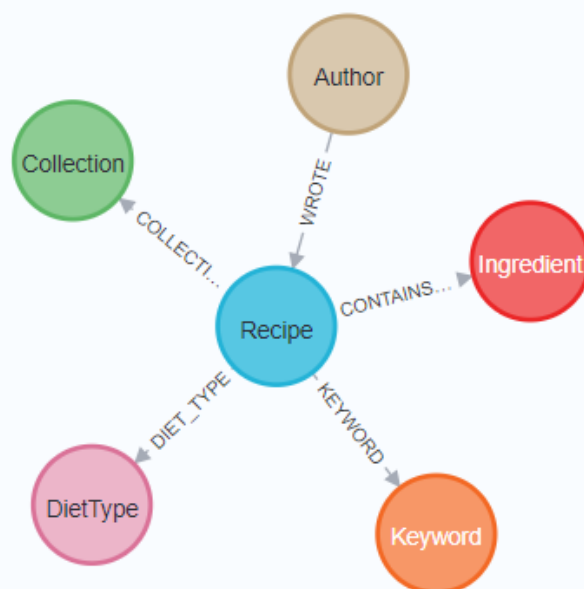 Author
Collection
WROTE
COLLECTI...
Ingredient
CONTAINS...
Recipe
DIET_TYPE
KEYWORD
DietType
Keyword